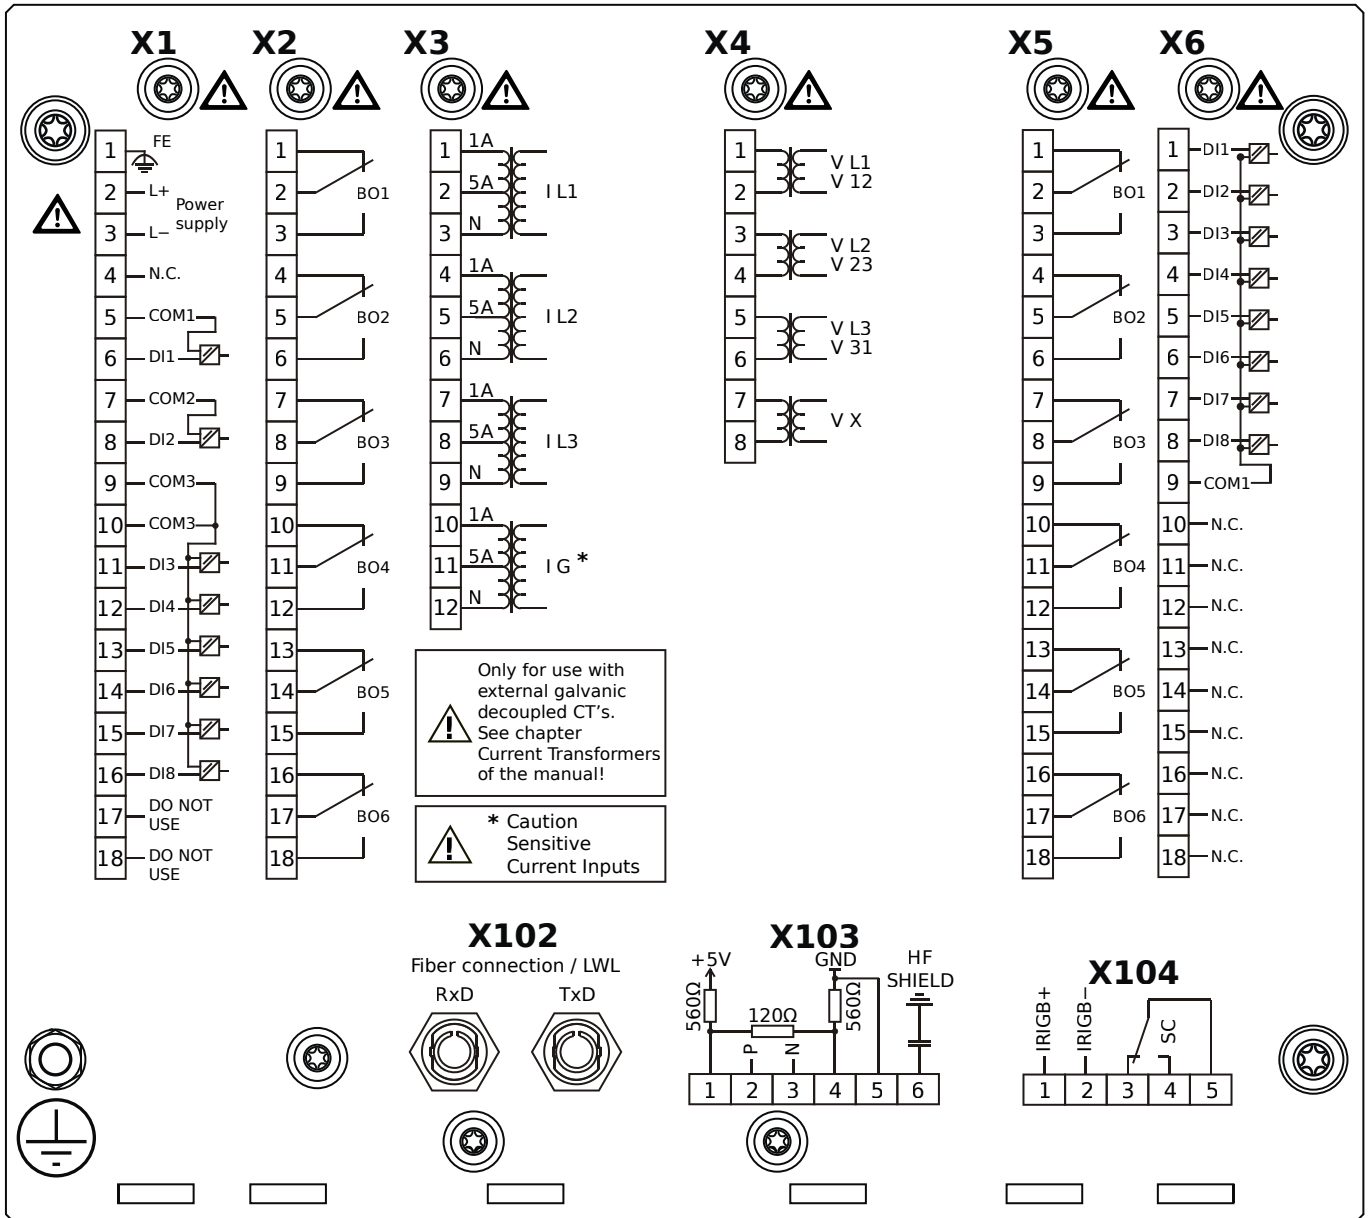 X1 X2 X3 X4 X5 X6
1 FE
2 L+
Power
supply
3 L−
4 N.C.
5 COM1
6 DI1
7 COM2
8 DI2
9 COM3
10 COM3
11 DI3
12 DI4
13 DI5
14 DI6
15 DI7
16 DI8
17 DO NOT
USE
18 DO NOT
USE
1
2 BO1
3
4
5 BO2
6
7
8 BO3
9
10
11 BO4
12
13
14 BO5
15
16
17 BO6
18
1 1A
2 5A I L1
3 N
4 1A
5 5A I L2
6 N
7 1A
8 5A I L3
9 N
10 1A
11 5A I G *
12 N
Only for use with
external galvanic
decoupled CT's.
See chapter
Current Transformers
of the manual!
* Caution
Sensitive
Current Inputs
1 V L1
2 V 12
3 V L2
4 V 23
5 V L3
6 V 31
7 V X
8
1
2 BO1
3
4
5 BO2
6
7
8 BO3
9
10
11 BO4
12
13
14 BO5
15
16
17 BO6
18
1 DI1
2 DI2
3 DI3
4 DI4
5 DI5
6 DI6
7 DI7
8 DI8
9 COM1
10 N.C.
11 N.C.
12 N.C.
13 N.C.
14 N.C.
15 N.C.
16 N.C.
17 N.C.
18 N.C.
X102
Fiber connection / LWL
RxD TxD
X103
+5V GND HF
SHIELD
560Ω 120Ω 560Ω
P N
1 2 3 4 5 6
X104
IRIGB+ IRIGB− SC
1 2 3 4 5